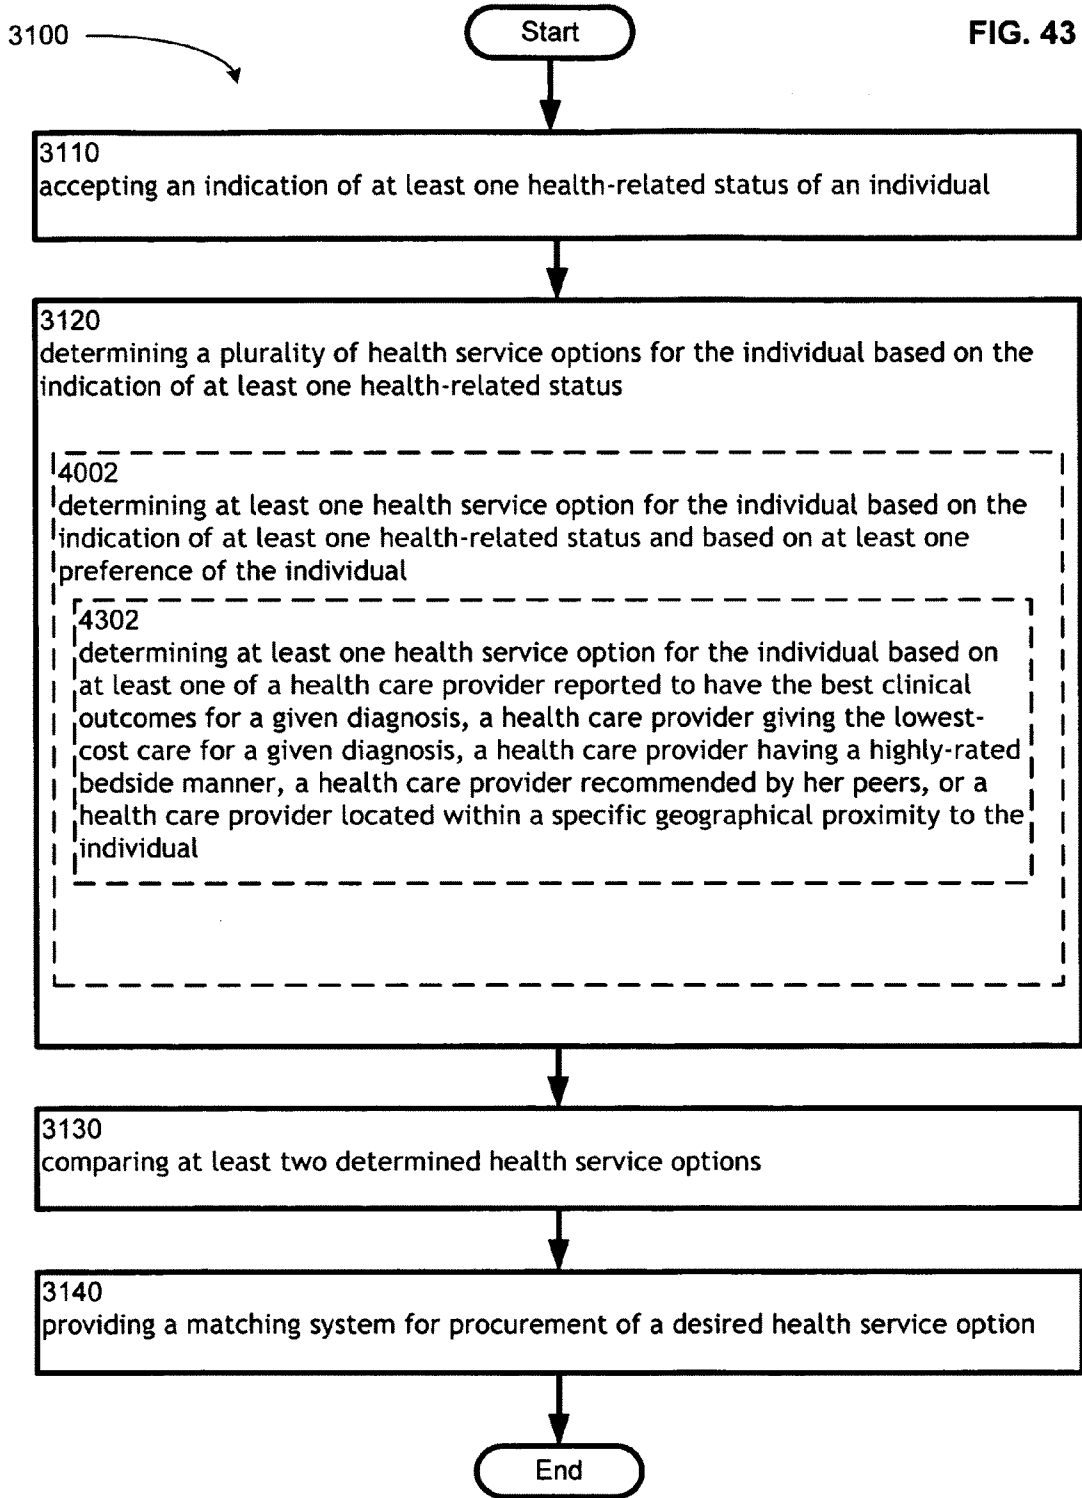 3100
Start
FIG. 43
3110
accepting an indication of at least one health-related status of an individual
3120
determining a plurality of health service options for the individual based on the
indication of at least one health-related status
4002
determining at least one health service option for the individual based on the
indication of at least one health-related status and based on at least one
preference of the individual
4302
determining at least one health service option for the individual based on
at least one of a health care provider reported to have the best clinical
outcomes for a given diagnosis, a health care provider giving the lowest-
cost care for a given diagnosis, a health care provider having a highly-rated
bedside manner, a health care provider recommended by her peers, or a
health care provider located within a specific geographical proximity to the
individual
3130
comparing at least two determined health service options
3140
providing a matching system for procurement of a desired health service option
End